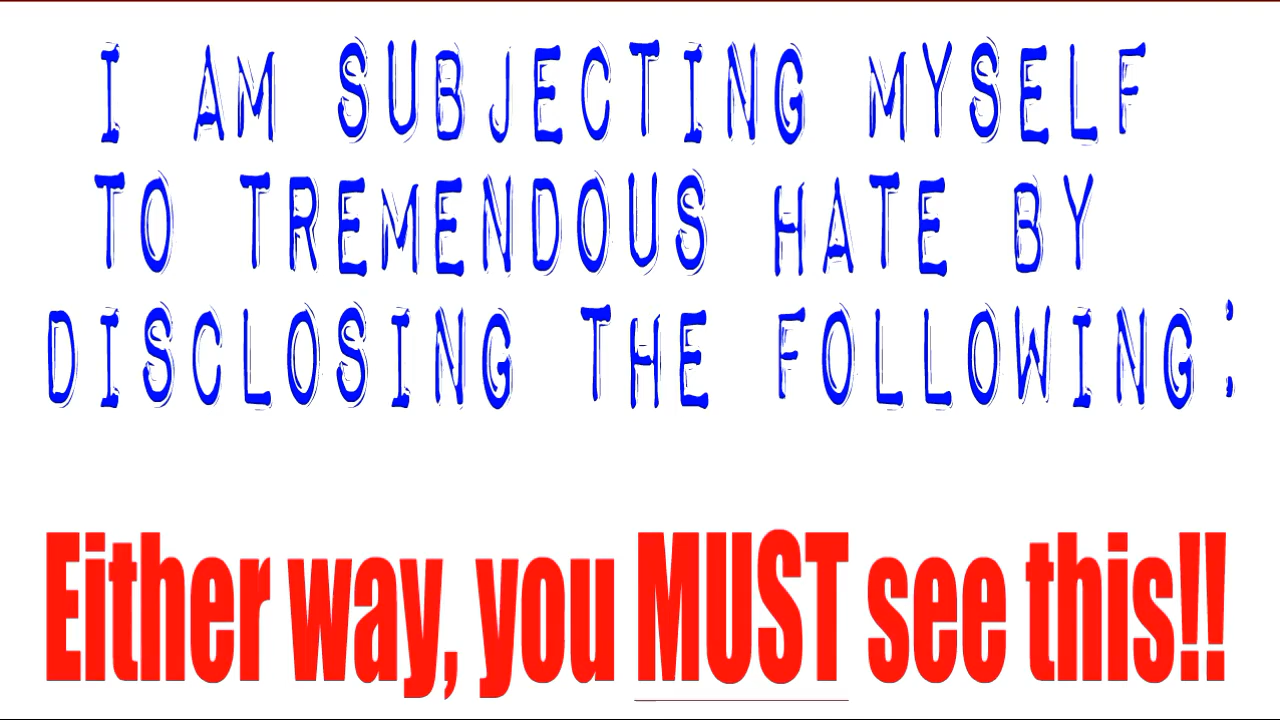 I AM SUBJECTING MYSELF
TO TREMENDOUS HATE BY
DISCLOSING THE FOLLOWING:
Either way, you MUST see this!!